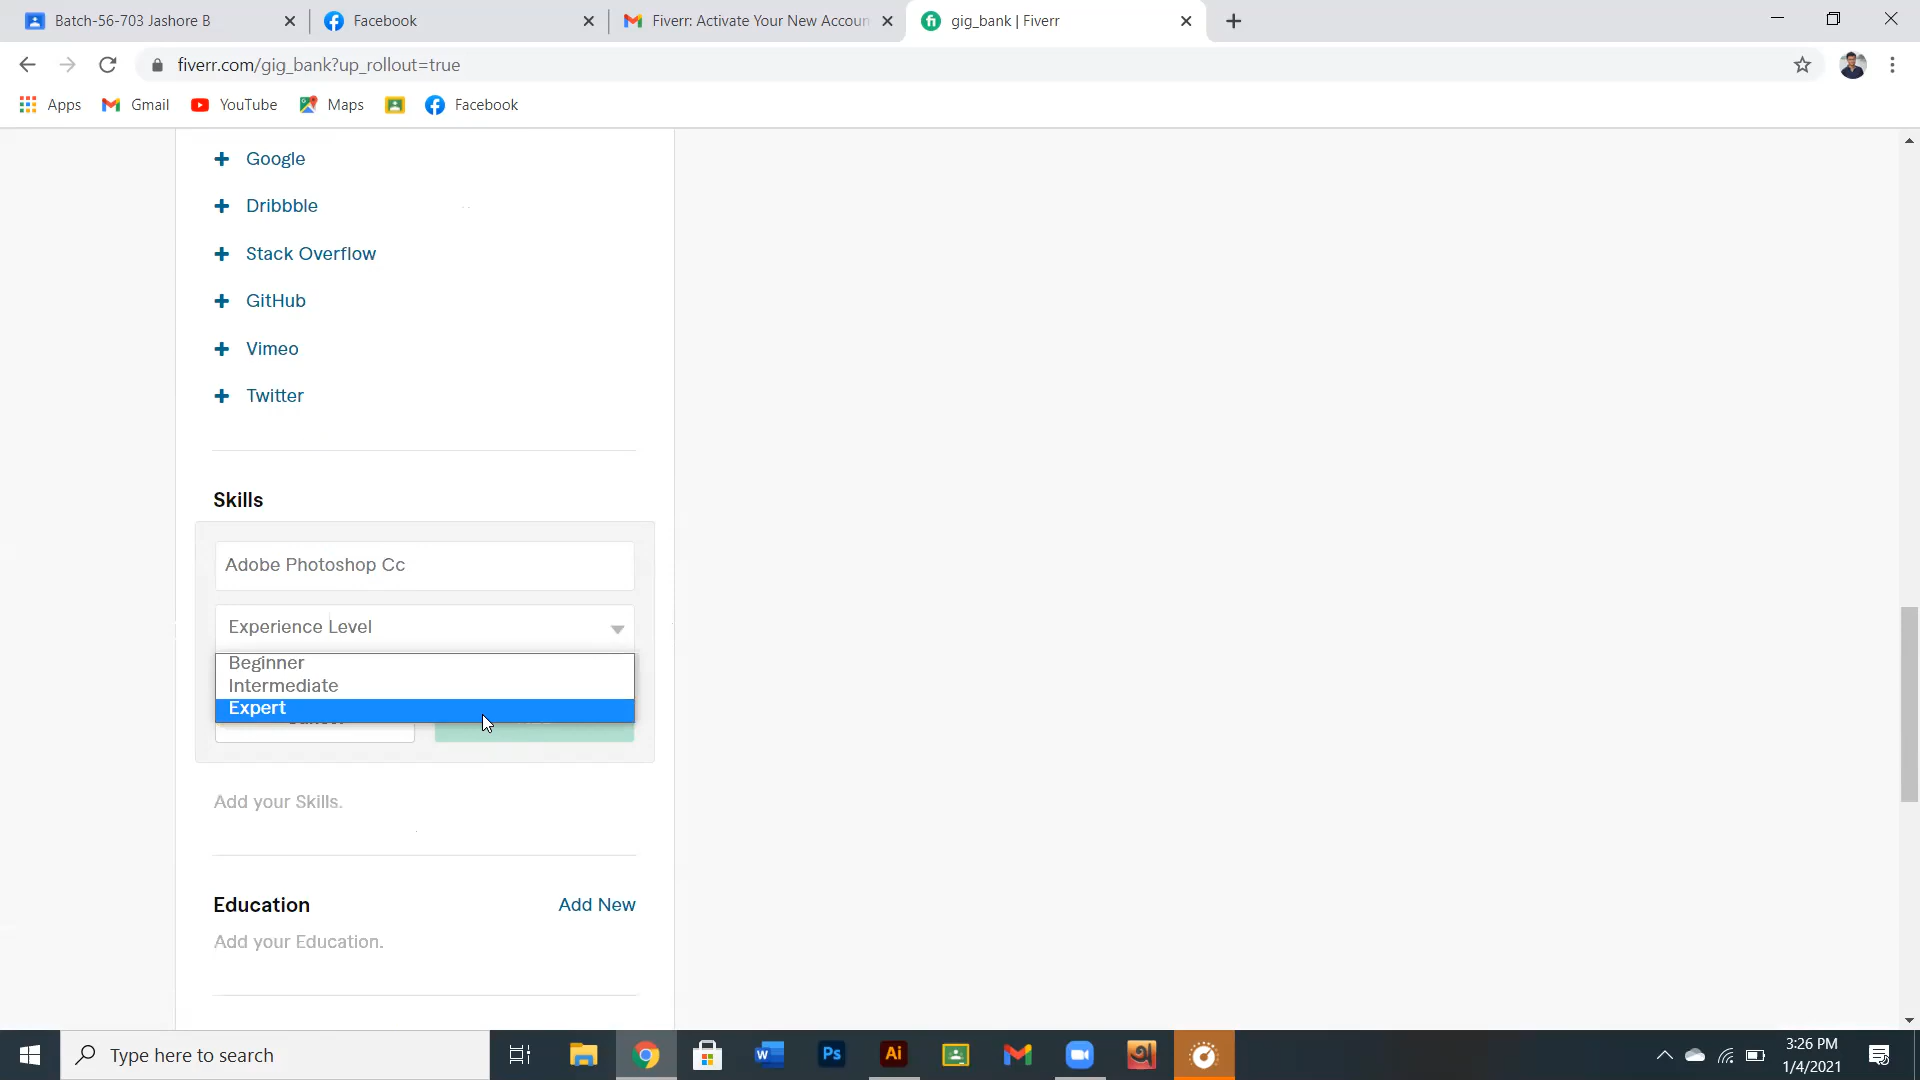 Batch-56-703 Jashore B
Facebook
Fiverr: Activate Your New Accoun
gig_bank | Fiverr
fiverr.com/gig_bank?up_rollout=true
Apps
Gmail
YouTube
Maps
Facebook
+ Google
+ Dribbble
+ Stack Overflow
+ GitHub
+ Vimeo
+ Twitter
Skills
Adobe Photoshop Cc
Experience Level
Beginner
Intermediate
Expert
Add your Skills.
Education
Add New
Add your Education.
Type here to search
W
Ps
Ai
3:26 PM
1/4/2021